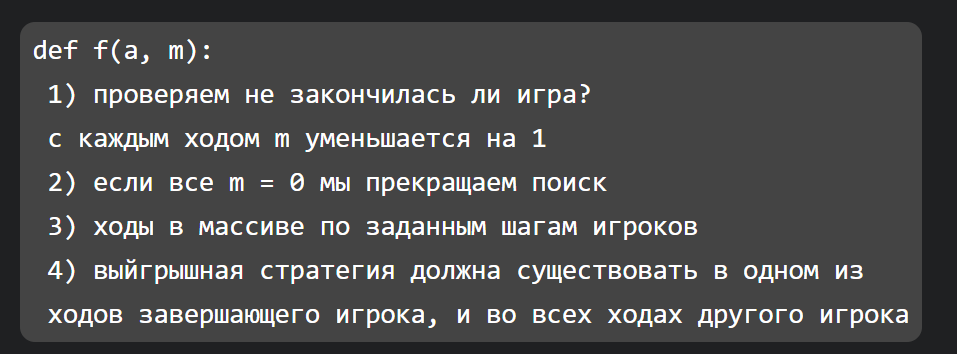 def f(a, m):
1) проверяем не закончилась ли игра?
с каждым ходом m уменьшается на 1
2) если все m = 0 мы прекращаем поиск
3) ходы в массиве по заданным шагам игроков
4) выйгрышная стратегия должна существовать в одном из
ходов завершающего игрока, и во всех ходах другого игрока